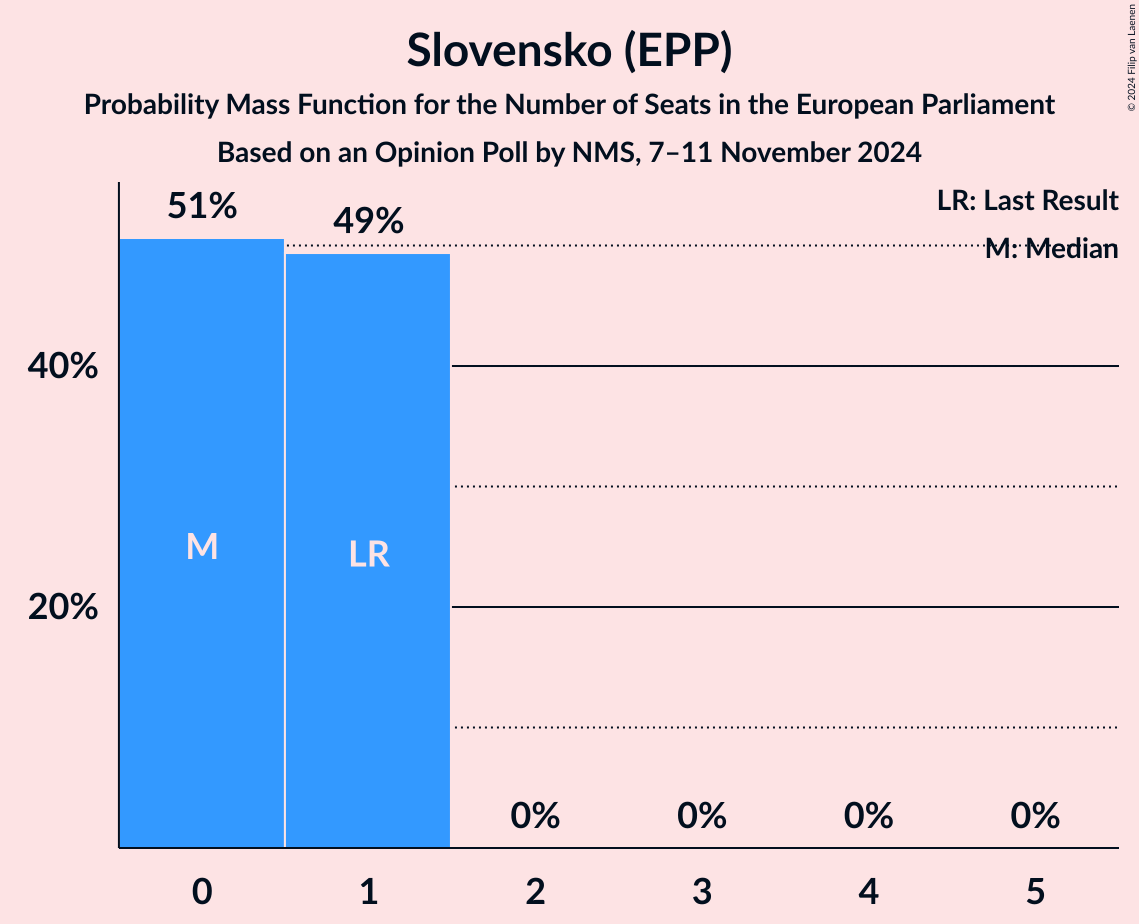 Slovensko (EPP)
Probability Mass Function for the Number of Seats in the European Parliament
Based on an Opinion Poll by NMS, 7–11 November 2024
© 2024 Filip van Laenen
LR: Last Result
M: Median
51%
49%
40%
20%
M
LR
0%
0%
0%
0%
0
1
2
3
4
5